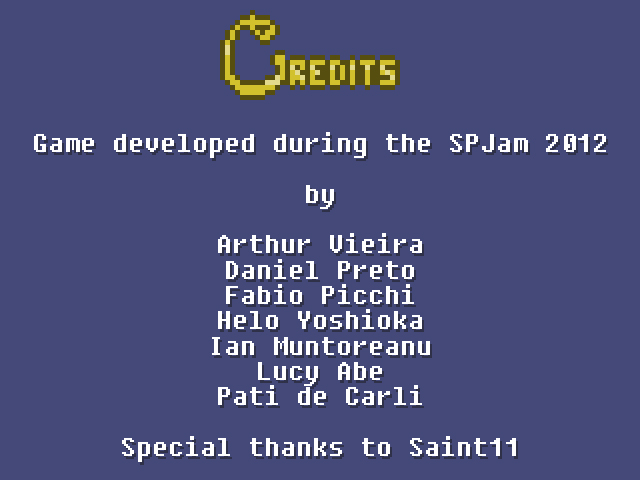 Credits
Game developed during the SPJam 2012
by
Arthur Vieira
Daniel Preto
Fabio Picchi
Helo Yoshioka
Ian Muntoreanu
Lucy Abe
Pati de Carli
Special thanks to Saint11